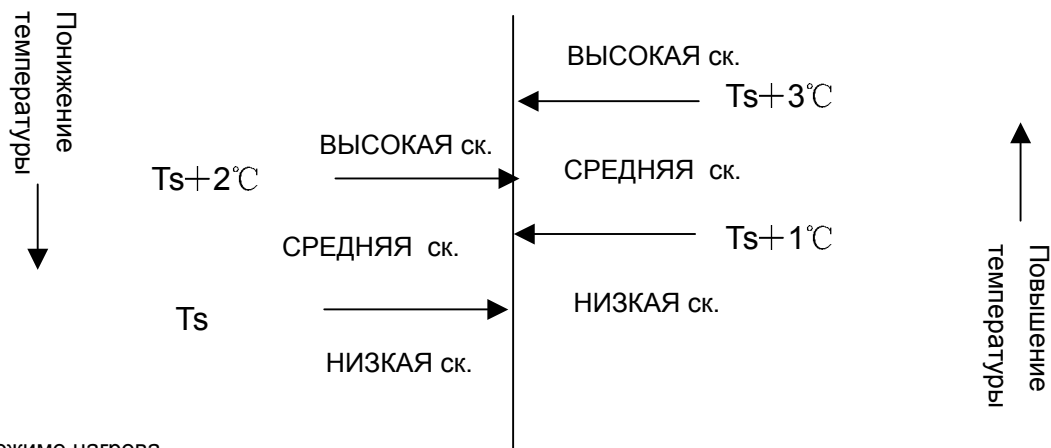 Понижение
температуры
ВЫСОКАЯ ск.
Ts+3℃
ВЫСОКАЯ ск.
Ts+2℃
СРЕДНЯЯ ск.
СРЕДНЯЯ ск.
Ts+1℃
Ts
НИЗКАЯ ск.
НИЗКАЯ ск.
Повышение
температуры
нагрева